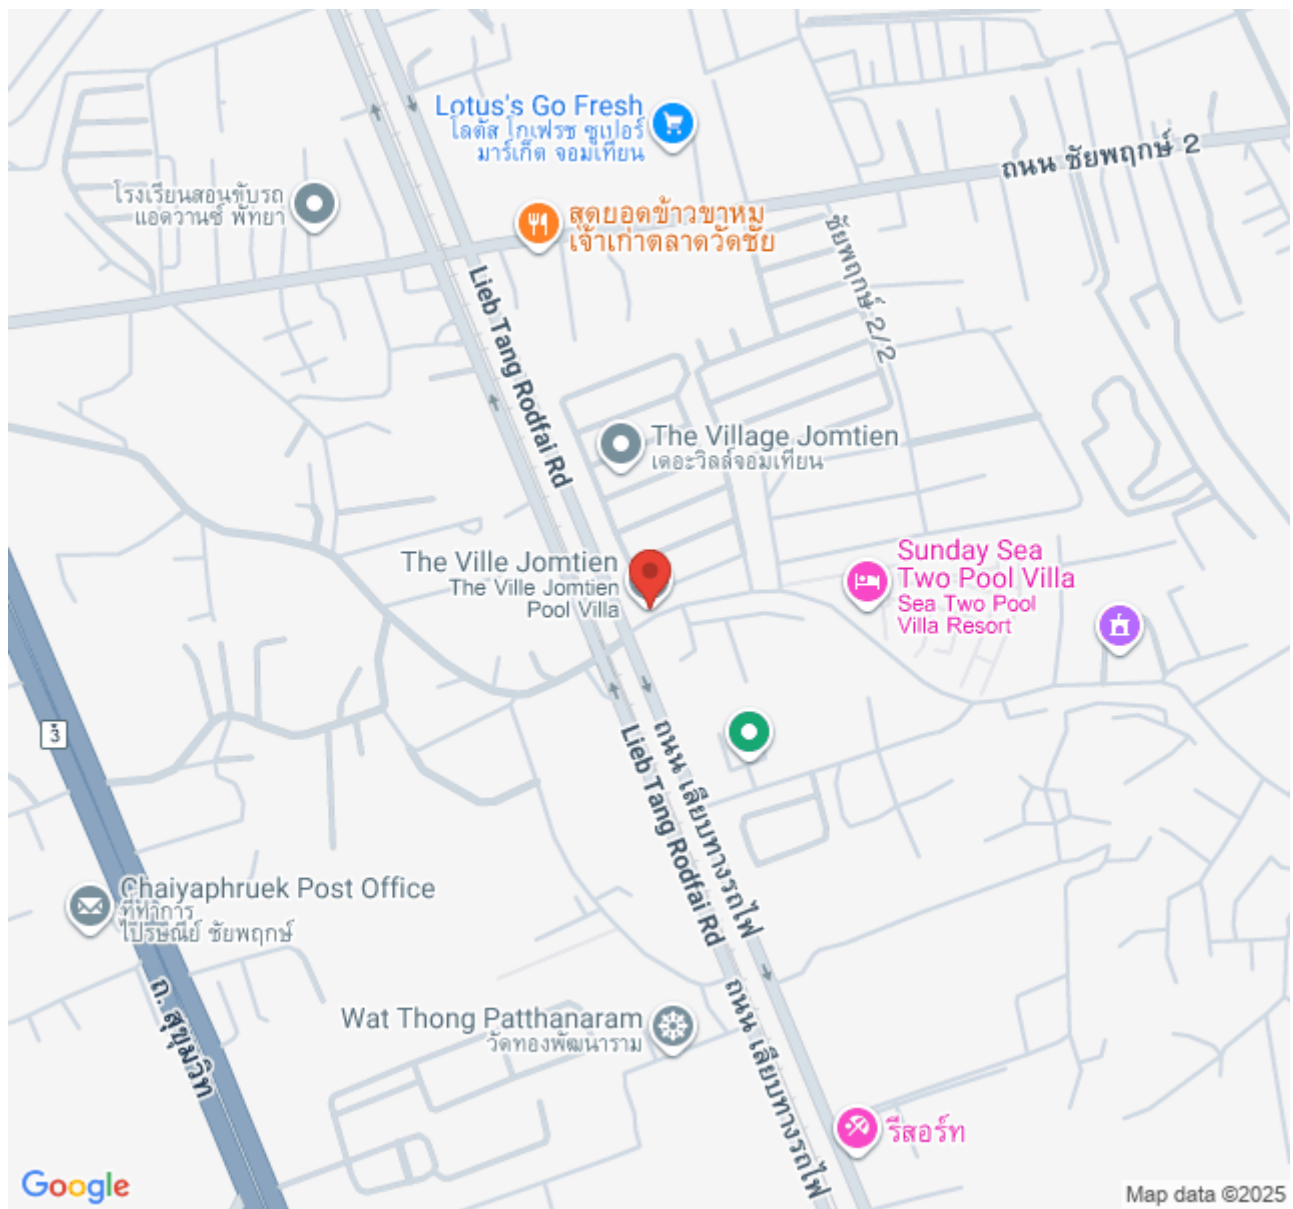 Lotus's Go Fresh
โลตัส โกเฟรช ซูเปอร์
มาร์เก็ต จอมเทียน
ถนน ชัยพฤกษ์ 2
โรงเรียนสอนขับรถ
แอดวานซ์ พัทยา
สุดยอดข้าวขาหมู
เจ้าเก่าตลาดวัดชัย
ชัยพฤกษ์ 2/2
Lieb Tang Rodfai Rd
The Village Jomtien
เดอะวิลล์จอมเทียน
The Ville Jomtien
The Ville Jomtien
Pool Villa
Sunday Sea
Two Pool Villa
Sea Two Pool
Villa Resort
3
ถนน เลียบทางรถไฟ
Lieb Tang Rodfai Rd
Chaiyaphruek Post Office
ที่ทำการ
ไปรษณีย์ ชัยพฤกษ์
ถ. สุขุมวิท
Wat Thong Patthanaram
วัดทองพัฒนาราม
ถนน เลียบทางรถไฟ
รีสอร์ท
Google
Map data ©2025